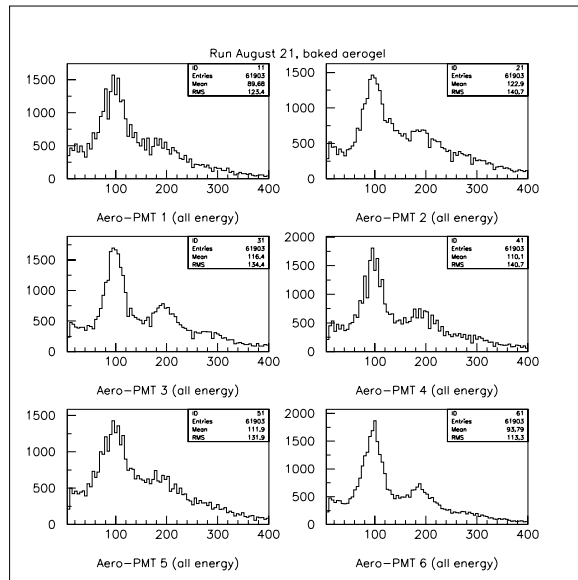 Run August 21, baked aerogel
ID 11
Entries 61903
Mean 89.68
RMS 123.4
1500
1000
500
0
100 200 300 400
Aero-PMT 1 (all energy)
ID 21
Entries 61903
Mean 122.9
RMS 140.7
1500
1000
500
0
100 200 300 400
Aero-PMT 2 (all energy)
ID 31
Entries 61903
Mean 116.4
RMS 134.4
1500
1000
500
0
100 200 300 400
Aero-PMT 3 (all energy)
ID 41
Entries 61903
Mean 110.1
RMS 140.7
2000
1500
1000
500
0
100 200 300 400
Aero-PMT 4 (all energy)
ID 51
Entries 61903
Mean 111.9
RMS 131.9
1500
1000
500
0
100 200 300 400
Aero-PMT 5 (all energy)
ID 61
Entries 61903
Mean 93.79
RMS 113.3
2000
1500
1000
500
0
100 200 300 400
Aero-PMT 6 (all energy)